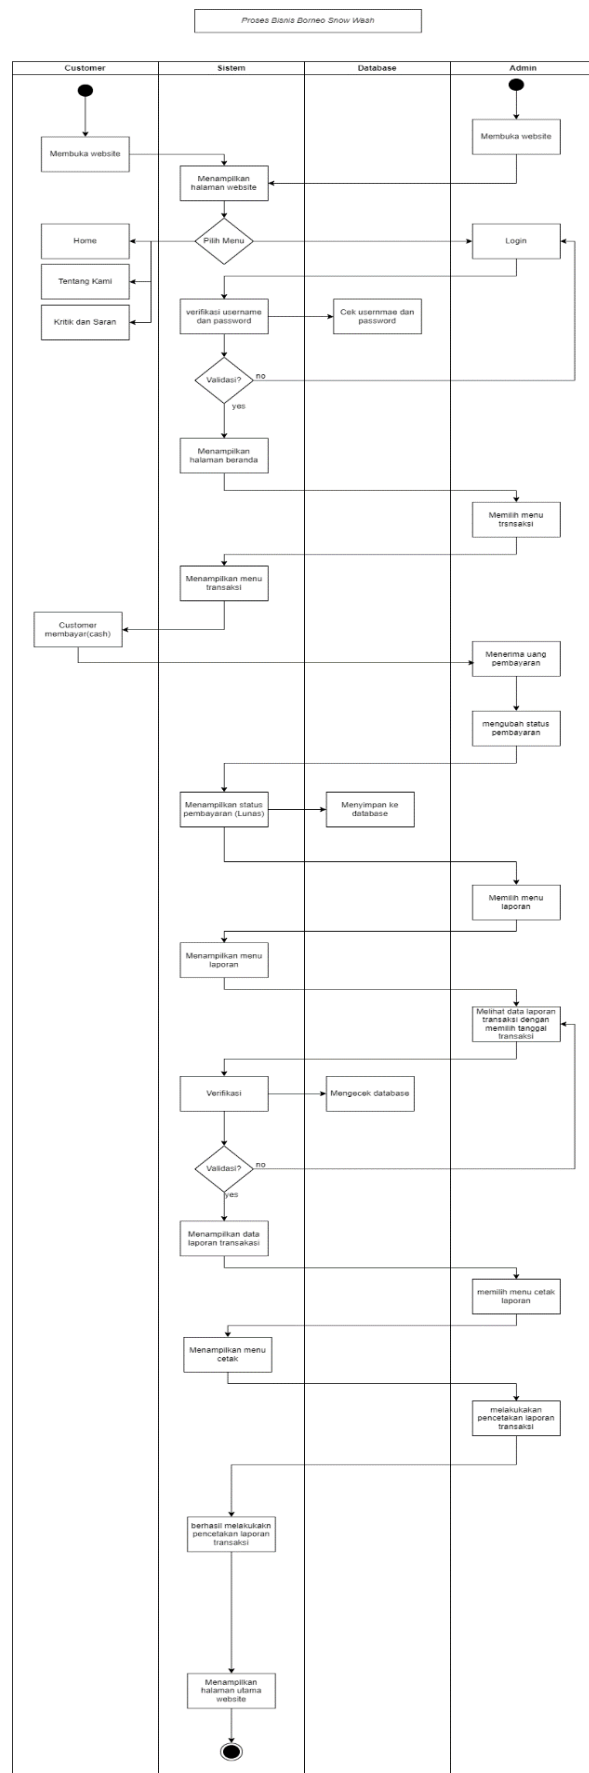 Proses Bisnis Borneo Snow Wash
Customer
Sistem
Database
Admin
Membuka website
Membuka website
Menampilkan
halaman website
Home
Pilih Menu
Login
Tentang Kami
Kritik dan Saran
verifikasi username
dan password
Cek usernmae dan
password
Validasi?
no
yes
Menampilkan
halaman beranda
Memilih menu
trsnsaksi
Menampilkan menu
transaksi
Customer
membayar(cash)
Menerima uang
pembayaran
mengubah status
pembayaran
Menampilkan status
pembayaran (Lunas)
Menyimpan ke
database
Memilih menu
laporan
Menampilkan menu
laporan
Melihat data laporan
transaksi dengan
memilih tanggal
transaksi
Verifikasi
Mengecek database
Validasi?
no
yes
Menampilkan data
laporan transakasi
memilih menu cetak
laporan
Menampilkan menu
cetak
melakukakan
pencetakan laporan
transaksi
berhasil melakukakn
pencetakan laporan
transaksi
Menampilkan
halaman utama
website